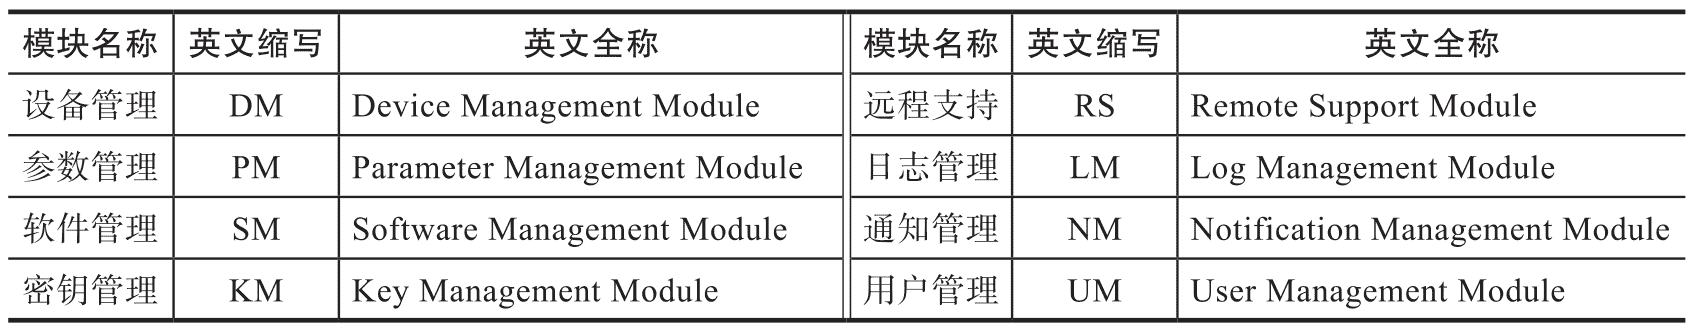 模块名称 英文缩写 英文全称 模块名称 英文缩写 英文全称
设备管理 DM Device Management Module 远程支持 RS Remote Support Module
参数管理 PM Parameter Management Module 日志管理 LM Log Management Module
软件管理 SM Software Management Module 通知管理 NM Notification Management Module
密钥管理 KM Key Management Module 用户管理 UM User Management Module